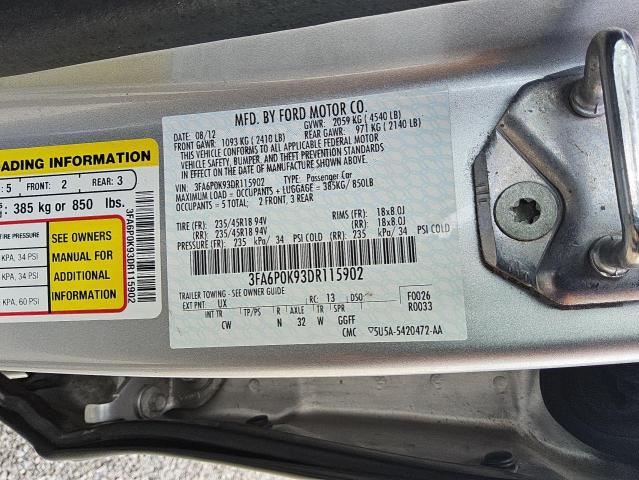 MFD. BY FORD MOTOR CO.
DATE: 08/12 GVWR: 2059 KG (4540 LB)
FRONT GAWR: 1093 KG (2410 LB) REAR GAWR: 971 KG (2140 LB)
THIS VEHICLE CONFORMS TO ALL APPLICABLE FEDERAL MOTOR
VEHICLE SAFETY, BUMPER, AND THEFT PREVENTION STANDARDS
IN EFFECT ON THE DATE OF MANUFACTURE SHOWN ABOVE.
VIN: 3FA6P0K93DR115902 TYPE: Passenger Car
MAXIMUM LOAD = OCCUPANTS + LUGGAGE = 385KG/ 850LB
OCCUPANTS = 5 TOTAL: 2 FRONT, 3 REAR
TIRE (FR): 235/45R18 94V RIMS (FR): 18x8.0J
(RR): 235/45R18 94V (RR): 18x8.0J
PRESSURE (FR): 235 kPa/ 34 PSI COLD (RR): 235 kPa/ 34 PSI COLD
3FA6P0K93DR115902
TRAILER TOWING - SEE OWNER GUIDE
EXT PNT: UX RC: 13 DSO: F0026
R0033
INT TR TP/PS R AXLE TR SPR
CW N 32 W GGFF
CMC ▽5U5A-5420472-AA
OADING INFORMATION
: 5 FRONT: 2 REAR: 3
385 kg or 850 lbs.
RE PRESSURE
KPA, 34 PSI
KPA, 34 PSI
KPA, 60 PSI
SEE OWNERS
MANUAL FOR
ADDITIONAL
INFORMATION
3FA6P0K93DR115902